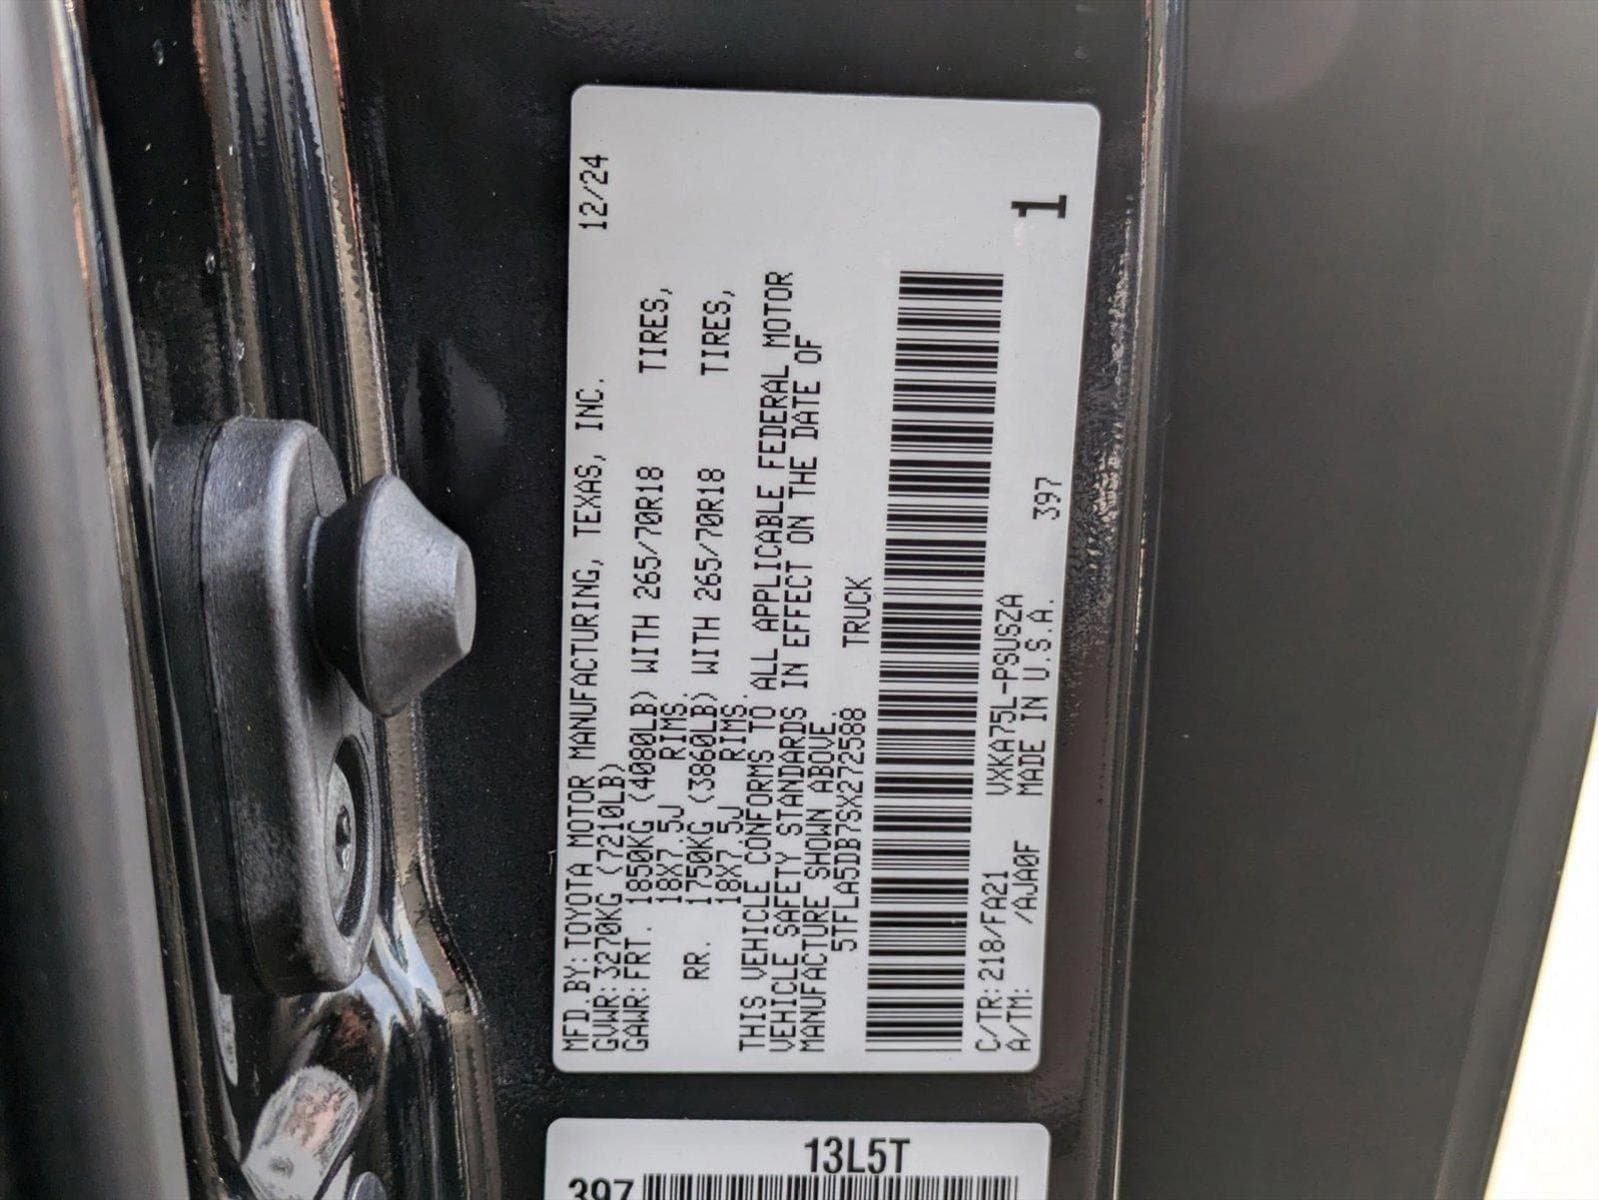 MFD.BY:TOYOTA MOTOR MANUFACTURING, TEXAS, INC. 12/24
GVWR:3270KG (7210LB)
GAWR:FRT. 1850KG (4080LB) WITH 265/70R18 TIRES,
18X7.5J RIMS.
RR. 1750KG (3860LB) WITH 265/70R18 TIRES,
18X7.5J RIMS.
THIS VEHICLE CONFORMS TO ALL APPLICABLE FEDERAL MOTOR
VEHICLE SAFETY STANDARDS IN EFFECT ON THE DATE OF
MANUFACTURE SHOWN ABOVE.
5TFLA5DB7SX272588 TRUCK
1
C/TR:218/FA21 VXKA75L-PSUSZA
A/TM: /AJA0F MADE IN U.S.A. 397
13L5T
397